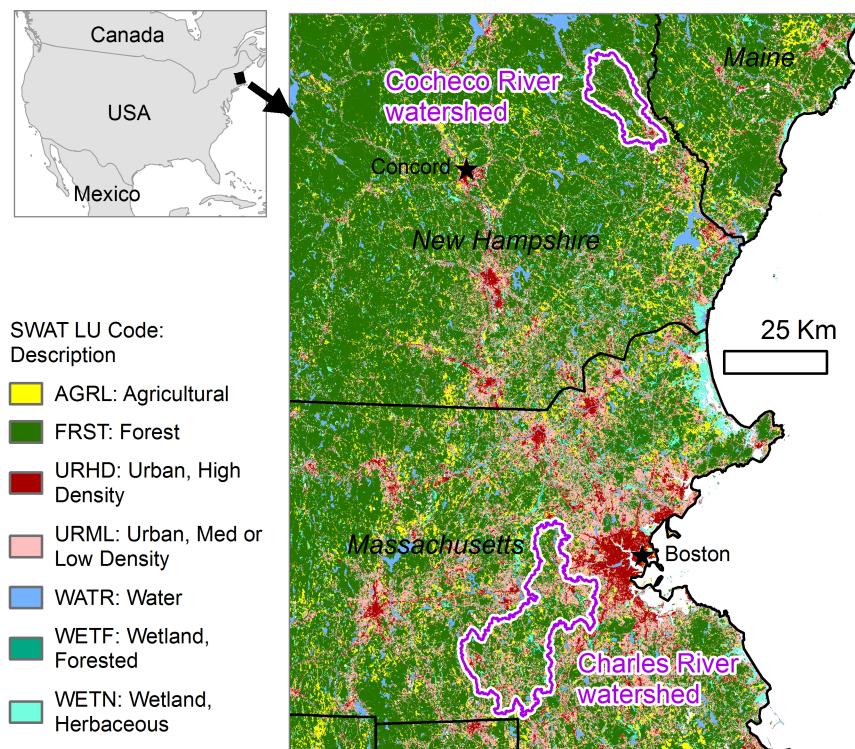 Canada
USA
Mexico
Maine
Cocheco River
watershed
Concord
New Hampshire
25 Km
SWAT LU Code:
Description
AGRL: Agricultural
FRST: Forest
URHD: Urban, High
Density
URML: Urban, Med or
Low Density
WATR: Water
WETF: Wetland,
Forested
WETN: Wetland,
Herbaceous
Massachusetts
Boston
Charles River
watershed